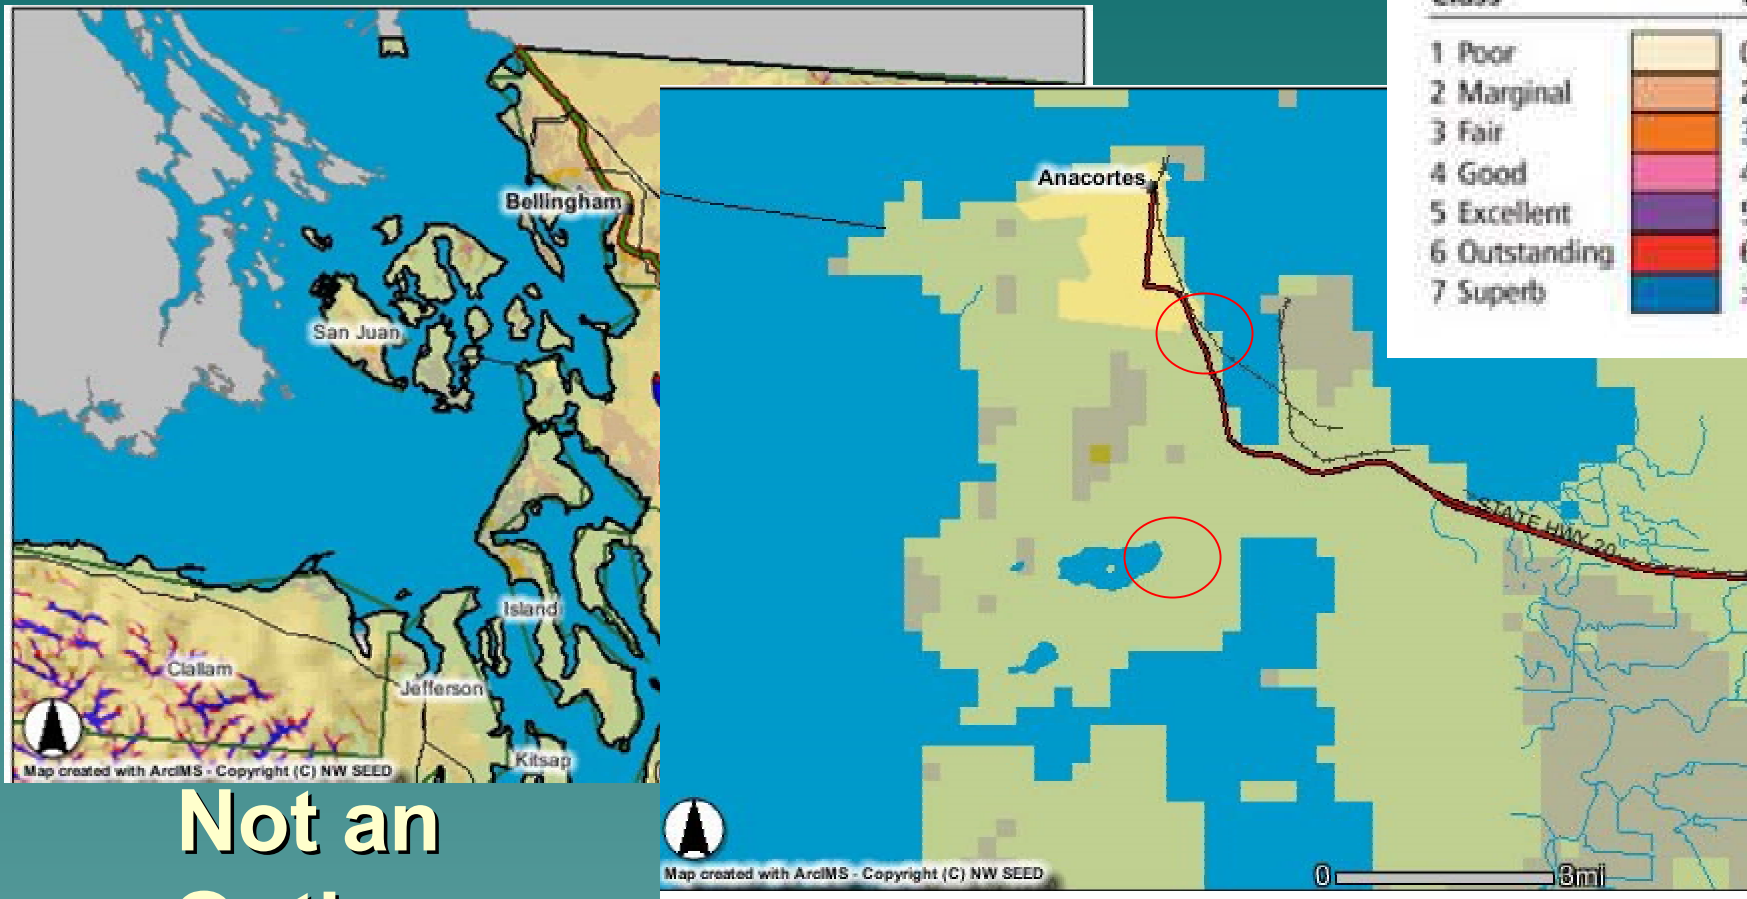 Bellingham
San Juan
Island
Clallam
Jefferson
Kitsap
Map created with ArcIMS - Copyright (C) NW SEED
Not an
Anacortes
STATE HWY 20
Map created with ArcIMS - Copyright (C) NW SEED
0 3mi
Class
1 Poor
2 Marginal
3 Fair
4 Good
5 Excellent
6 Outstanding
7 Superb